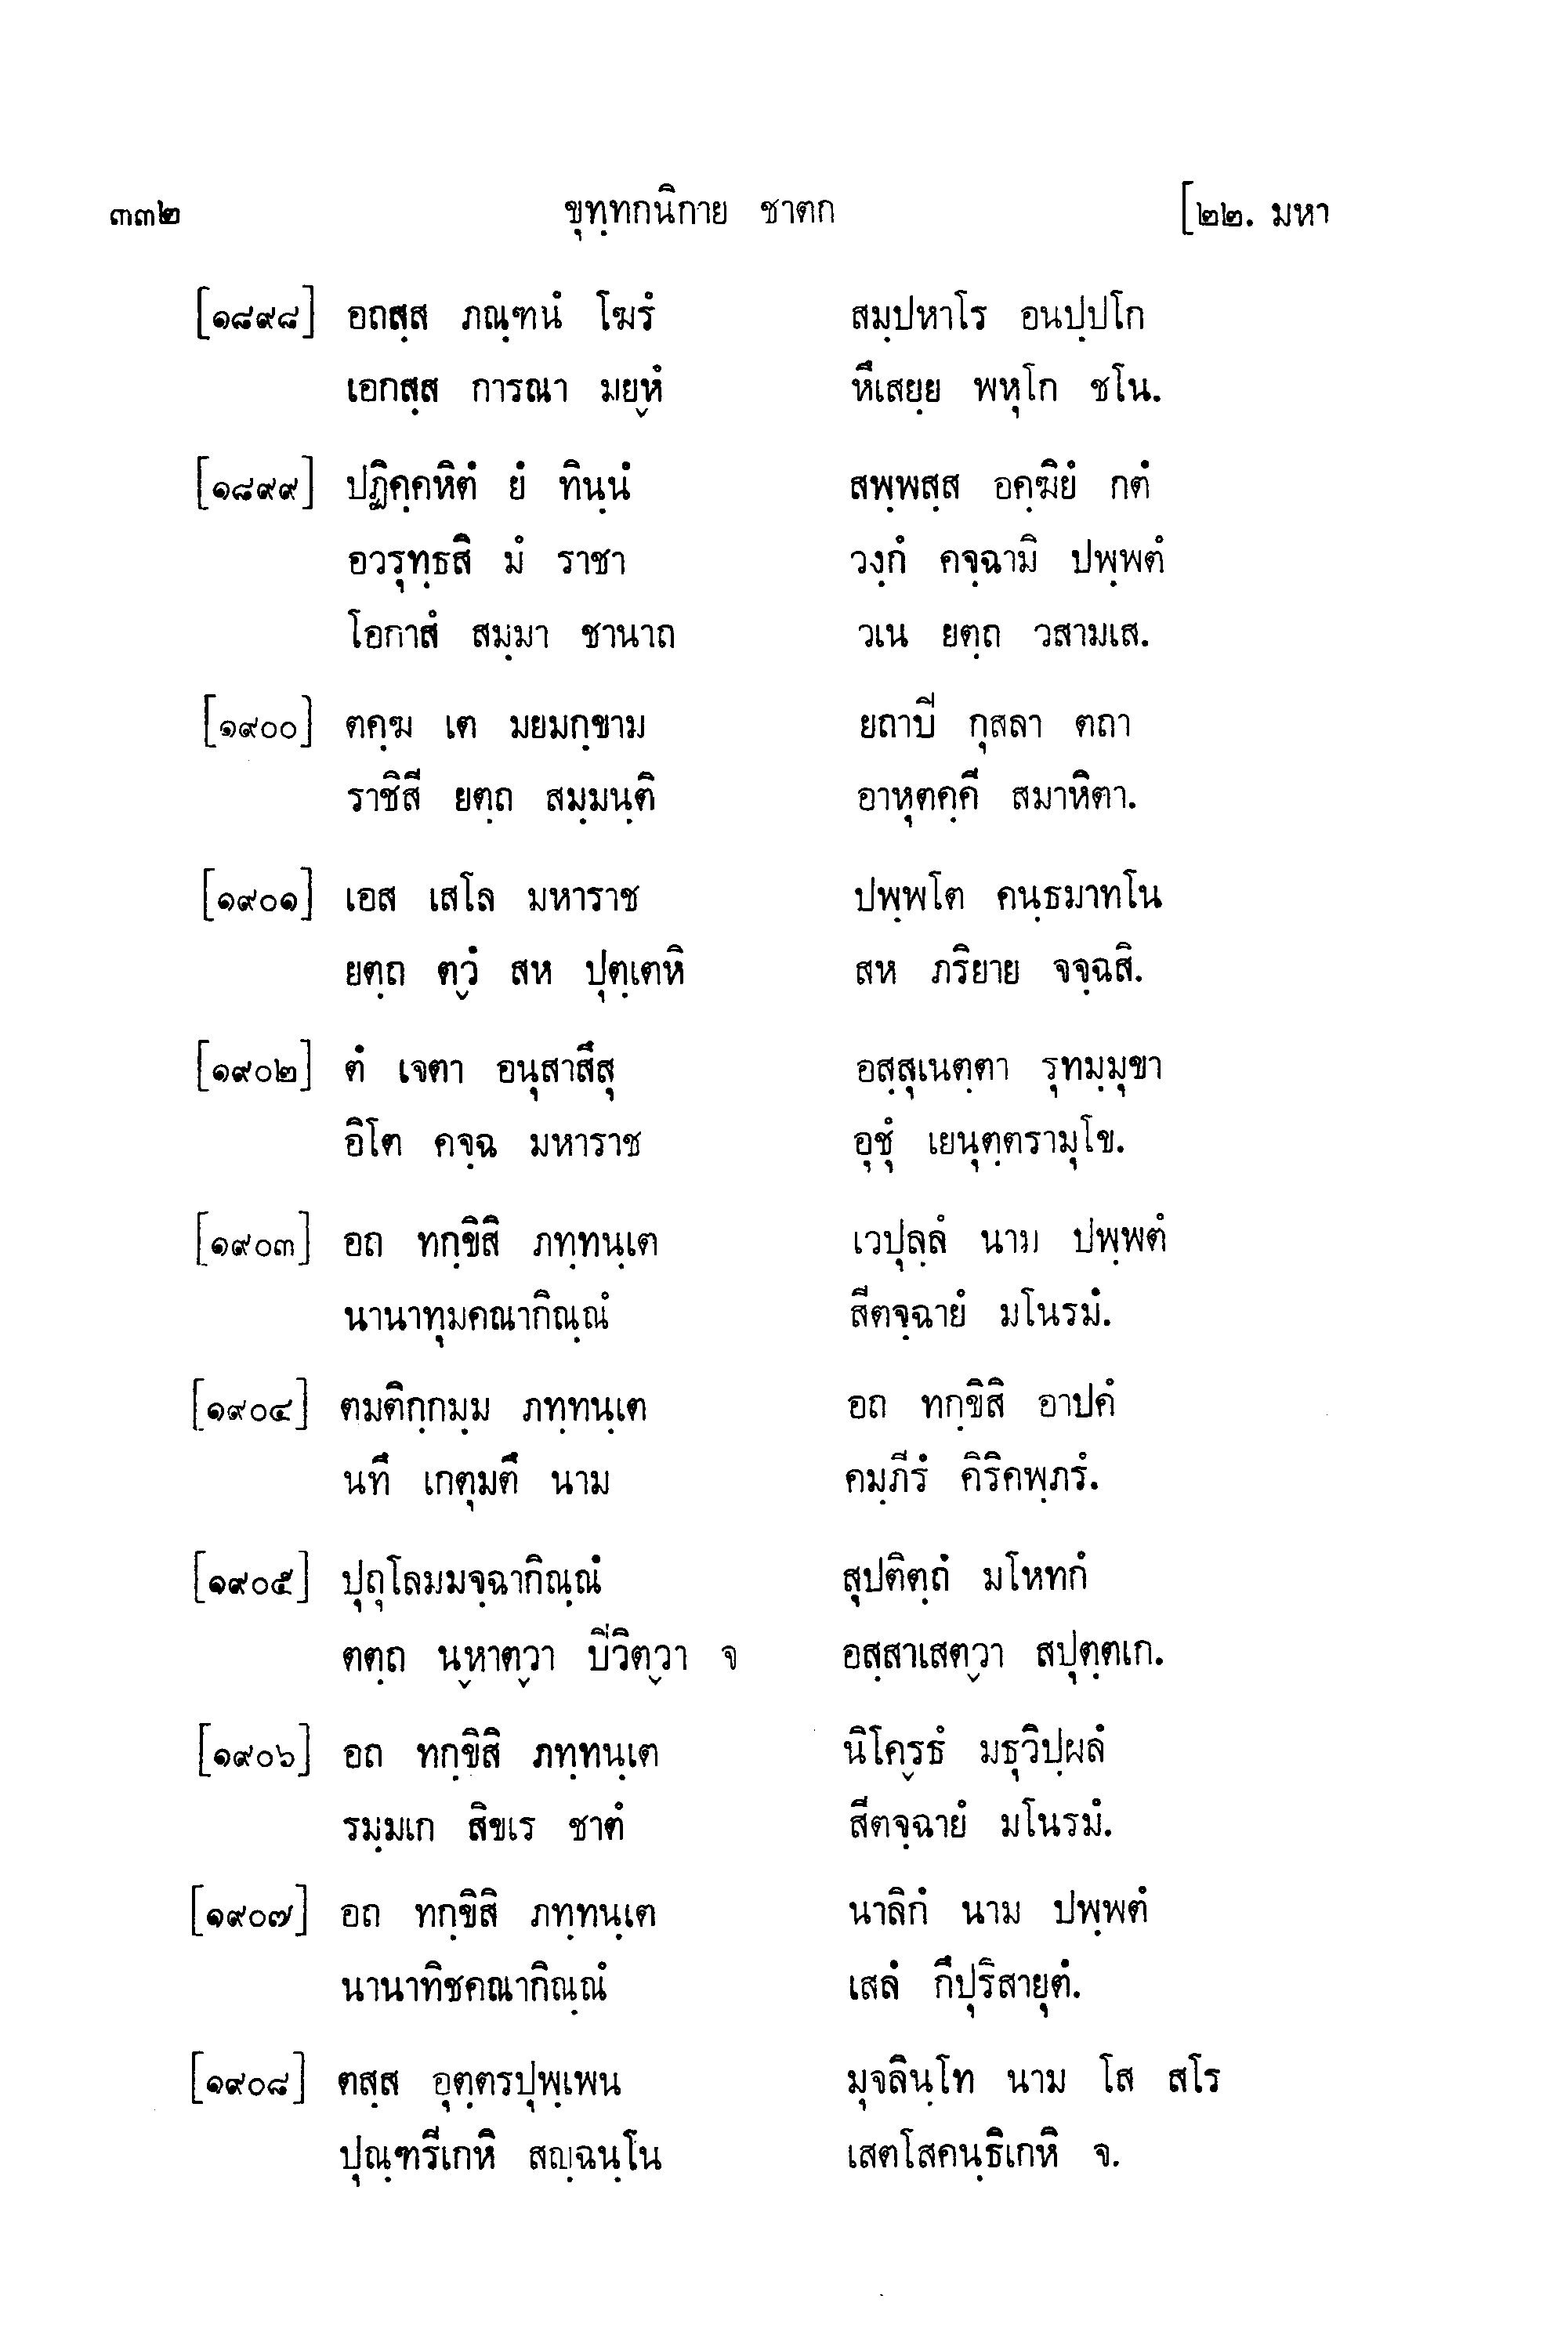 ๓๓๒ ขุทฺทกนิกาย ชาตก [๒๒. มหา
[๑๘๙๘] อถสฺส ภณฺฑนํ โฆรํ สมฺปหาโร อนปฺปโก
เอกสฺส การณา มยฺหํ หึเสยฺย พหุโก ชโน.
[๑๘๙๙] ปฏิคฺคหิตํ ยํ ทินฺนํ สพฺพสฺส อคฺฆิยํ กตํ
อวรุทฺธสิ มํ ราชา วงฺกํ คจฺฉามิ ปพฺพตํ
โอกาสํ สมฺมา ชานาถ วเน ยตฺถ วสามเส.
[๑๙๐๐] ตคฺฆ เต มยมกฺขาม ยถาปิ กุสลา ตถา
ราชิสี ยตฺถ สมฺมนฺติ อาหุตคฺคี สมาหิตา.
[๑๙๐๑] เอส เสโล มหาราช ปพฺพโต คนฺธมาทโน
ยตฺถ ตฺวํ สห ปุตฺเตหิ สห ภริยาย จจฺฉสิ.
[๑๙๐๒] ตํ เจตา อนุสาสึสุ อสฺสุเนตฺตา รุทมฺมุขา
อิโต คจฺฉ มหาราช อุชุํ เยนุตฺตรามุโข.
[๑๙๐๓] อถ ทกฺขิสิ ภทฺทนฺเต เวปุลฺลํ นาม ปพฺพตํ
นานาทุมคณากิณฺณํ สีตจฺฉายํ มโนรมํ.
[๑๙๐๔] ตมติกฺกมฺม ภทฺทนฺเต อถ ทกฺขิสิ อาปคํ
นทึ เกตุมตึ นาม คมฺภีรํ คิริคพฺภรํ.
[๑๙๐๕] ปุถุโลมมจฺฉากิณฺณํ สุปติตฺถํ มโหทกํ
ตตฺถ นฺหาตฺวา ปิวิตฺวา จ อสฺสาเสตฺวา สปุตฺตเก.
[๑๙๐๖] อถ ทกฺขิสิ ภทฺทนฺเต นิโคฺรธํ มธุวิปฺผลํ
รมฺมเก สิขเร ชาตํ สีตจฺฉายํ มโนรมํ.
[๑๙๐๗] อถ ทกฺขิสิ ภทฺทนฺเต นาลิกํ นาม ปพฺพตํ
นานาทิชคณากิณฺณํ เสลํ กึปุริสายุตํ.
[๑๙๐๘] ตสฺส อุตฺตรปุพฺเพน มุจลินฺโท นาม โส สโร
ปุณฺฑรีเกหิ สญฺฉนฺโน เสตโสคนฺธิเกหิ จ.